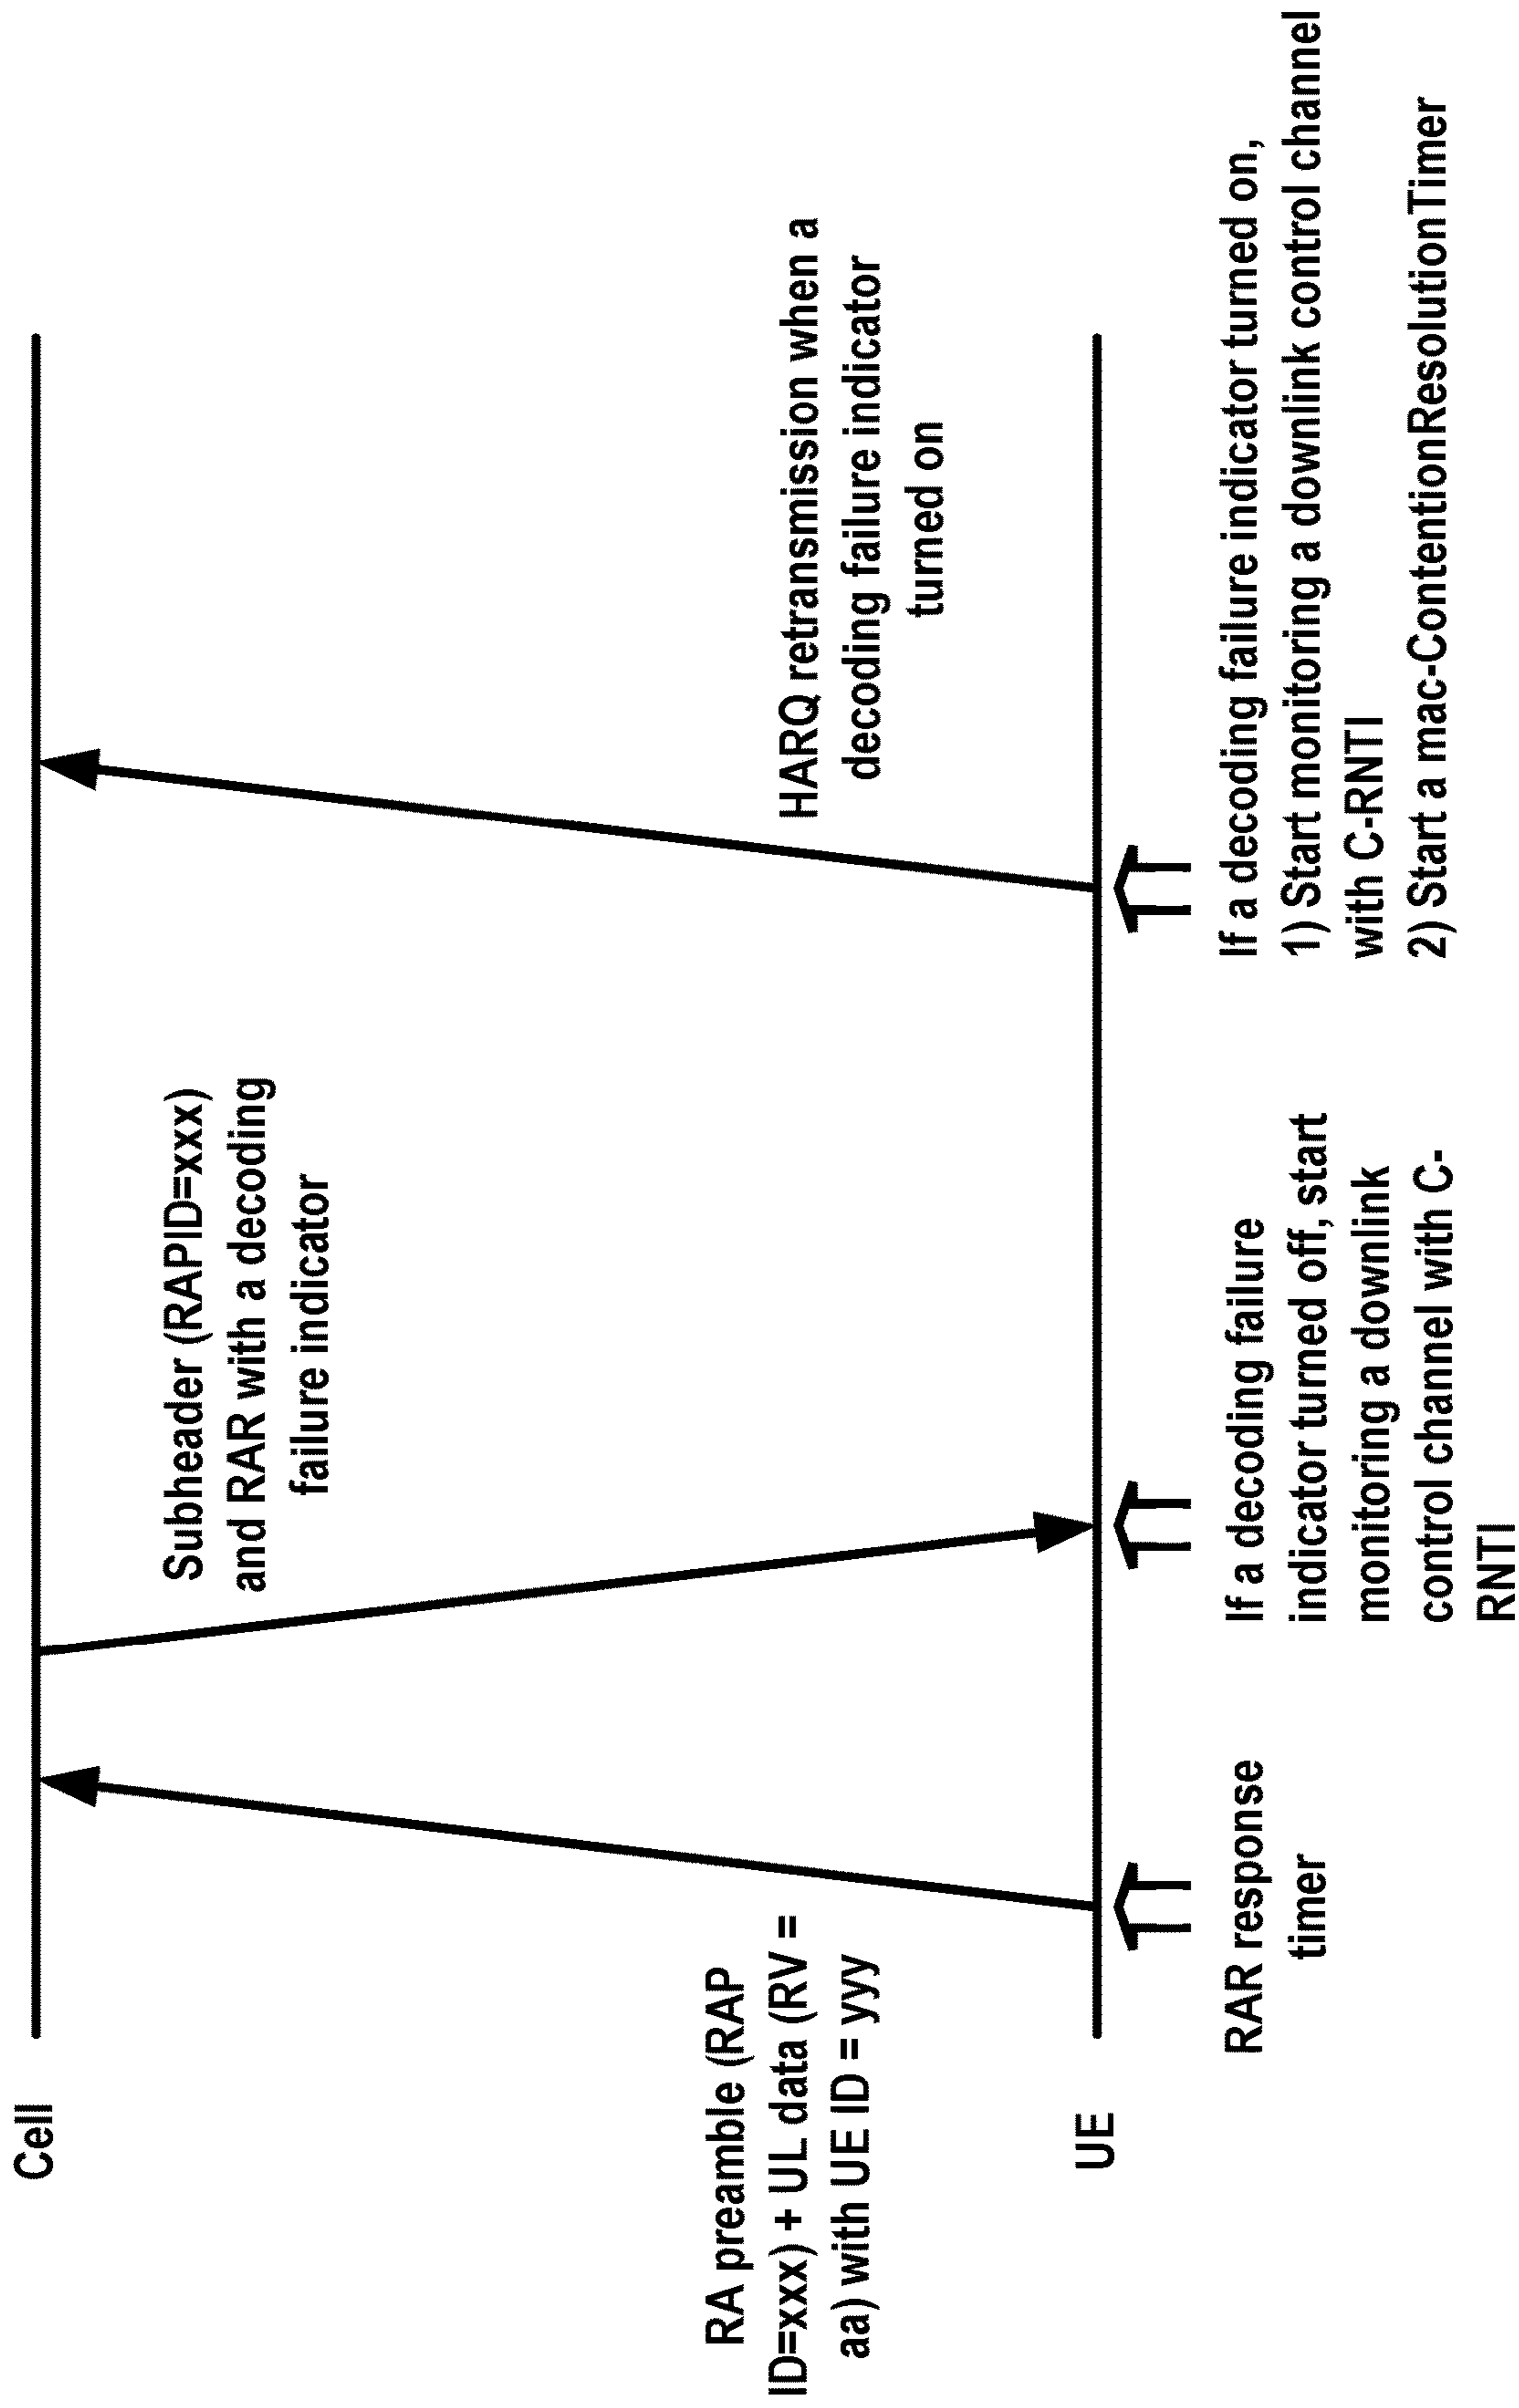 Cell
RA preamble (RAP
ID=xxx) + UL data (RV =
aa) with UE ID = yyy
Subheader (RAPID=xxx)
and RAR with a decoding
failure indicator
HARQ retransmission when a
decoding failure indicator
turned on
UE
RAR response
timer
If a decoding failure
indicator turned off, start
monitoring a downlink
control channel with C-
RNTI
If a decoding failure indicator turned on,
1) Start monitoring a downlink control channel
with C-RNTI
2) Start a mac-ContentionResolutionTimer